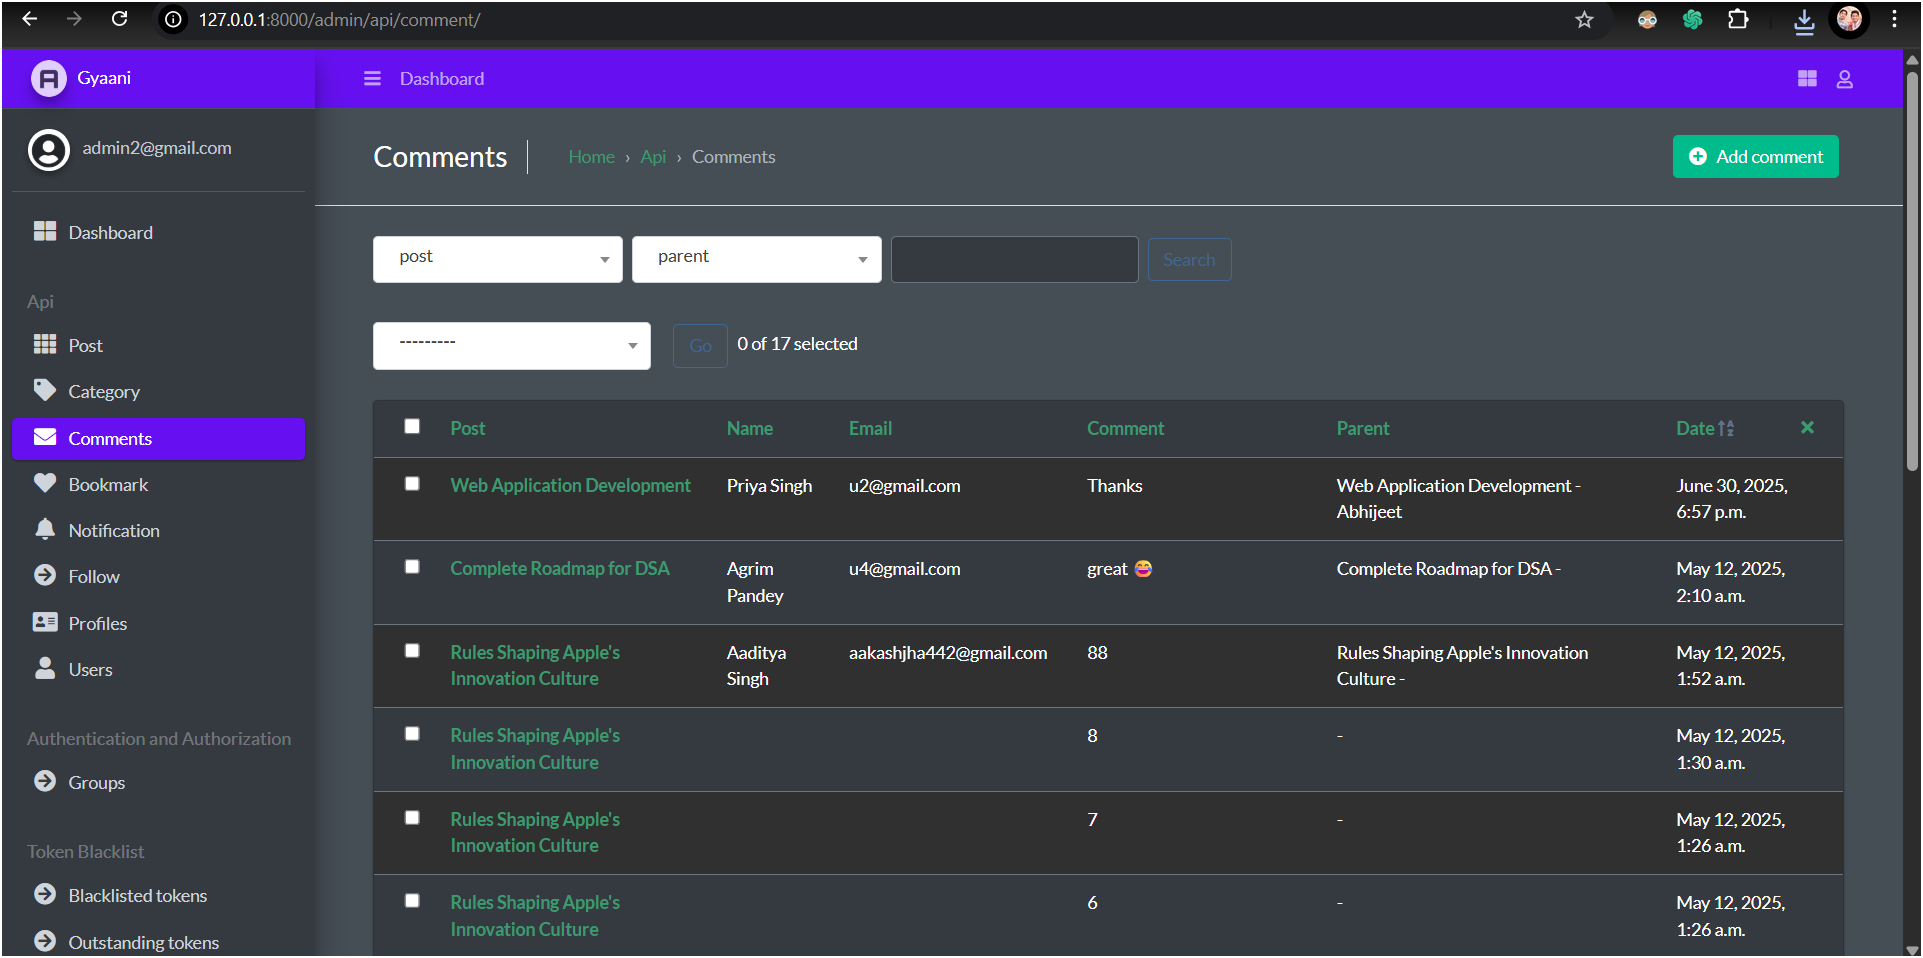 127.0.0.1:8000/admin/api/comment/
Gyaani
Dashboard
admin2@gmail.com
Dashboard
Api
Post
Category
Comments
Bookmark
Notification
Follow
Profiles
Users
Authentication and Authorization
Groups
Token Blacklist
Blacklisted tokens
Outstanding tokens
Comments
Home › Api › Comments
Add comment
post
parent
Search
---------
Go
0 of 17 selected
Post Name Email Comment Parent Date
Web Application Development Priya Singh u2@gmail.com Thanks Web Application Development - June 30, 2025,
Abhijeet 6:57 p.m.
Complete Roadmap for DSA Agrim u4@gmail.com great 😂 Complete Roadmap for DSA - May 12, 2025,
Pandey 2:10 a.m.
Rules Shaping Apple's Aaditya aakashjha442@gmail.com 88 Rules Shaping Apple's Innovation May 12, 2025,
Innovation Culture Singh Culture - 1:52 a.m.
Rules Shaping Apple's 8 - May 12, 2025,
Innovation Culture 1:30 a.m.
Rules Shaping Apple's 7 - May 12, 2025,
Innovation Culture 1:26 a.m.
Rules Shaping Apple's 6 - May 12, 2025,
Innovation Culture 1:26 a.m.